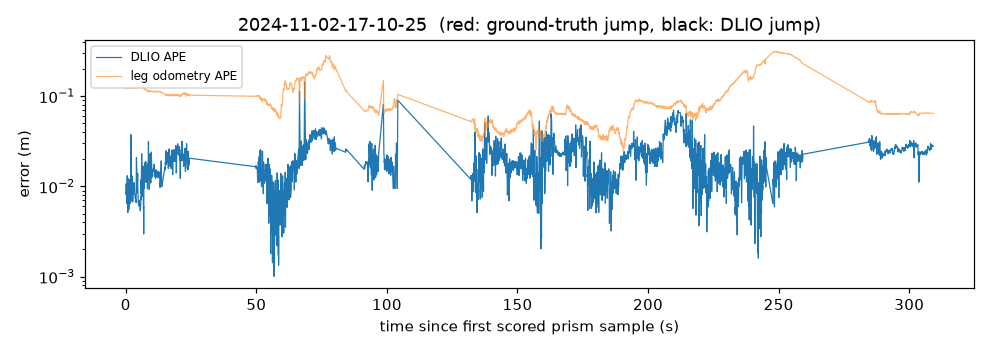 2024-11-02-17-10-25 (red: ground-truth jump, black: DLIO jump)
DLIO APE
leg odometry APE
error (m)
10⁻¹
10⁻²
10⁻³
0 50 100 150 200 250 300
time since first scored prism sample (s)